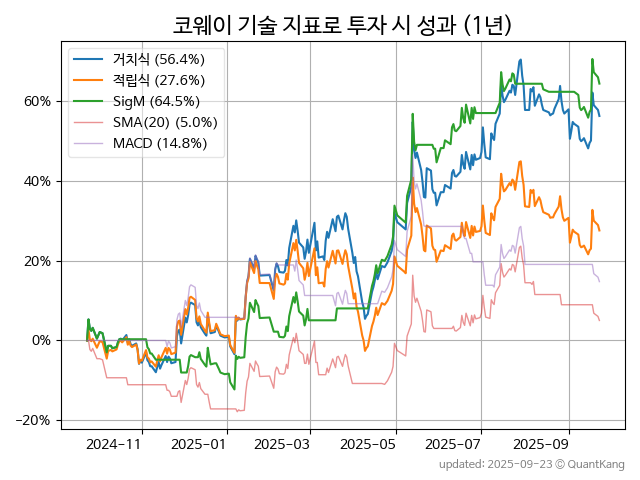 코웨이 기술 지표로 투자 시 성과 (1년)
거치식 (56.4%)
적립식 (27.6%)
SigM (64.5%)
SMA(20) (5.0%)
MACD (14.8%)
60%
40%
20%
0%
−20%
2024-11 2025-01 2025-03 2025-05 2025-07 2025-09
updated: 2025-09-23 ⓒ QuantKang